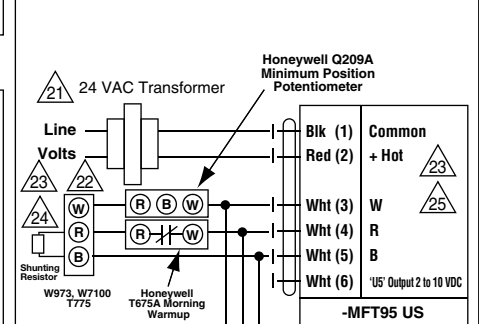 Honeywell Q209A
Minimum Position
Potentiometer
21
24 VAC Transformer
Line
Volts
Blk (1) Common
Red (2) + Hot
23
25
23
22
24
W
R
B
R B W
R W
Wht (3) W
Wht (4) R
Wht (5) B
Wht (6) 'U5' Output 2 to 10 VDC
Shunting
Resistor
W973, W7100
T775
Honeywell
T675A Morning
Warmup
-MFT95 US